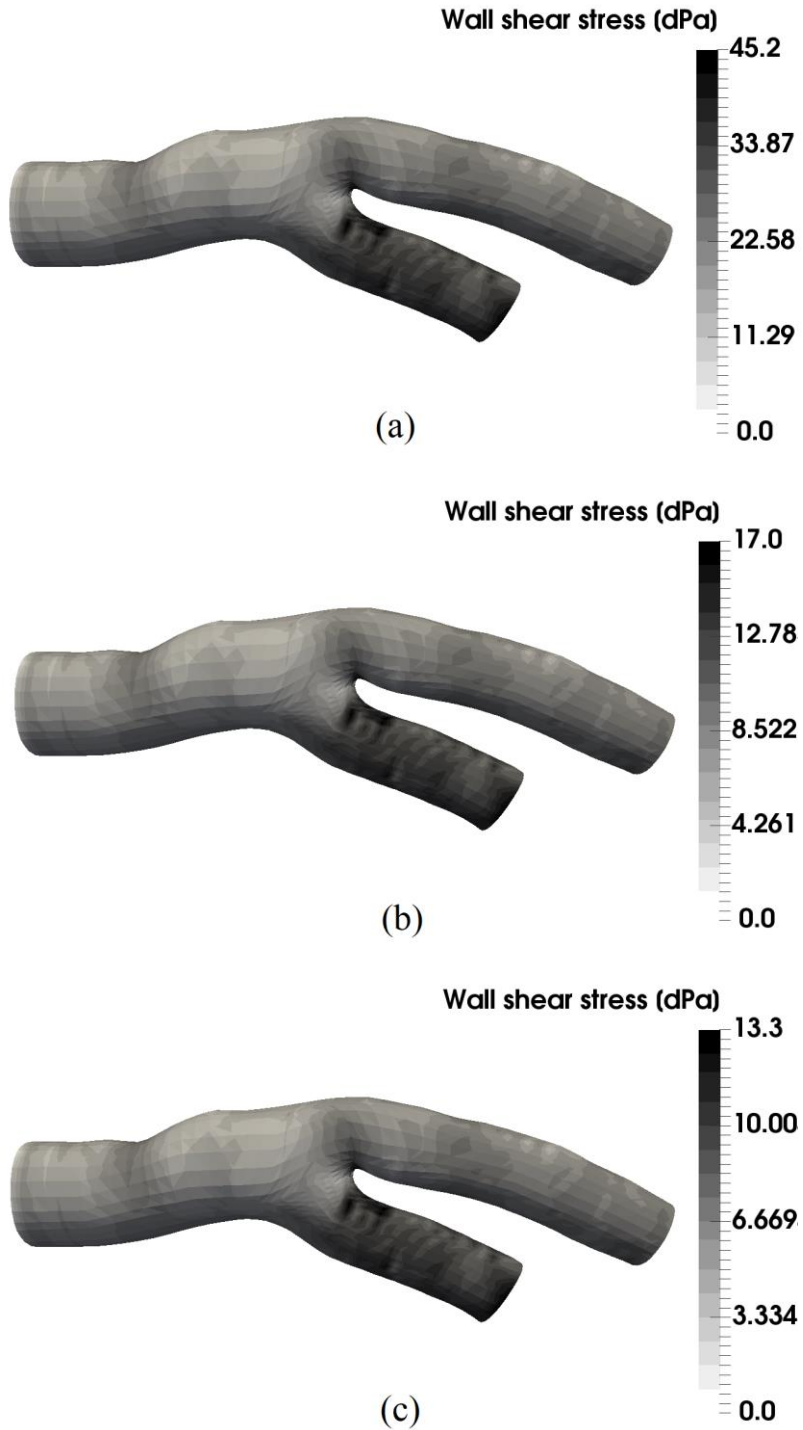 Wall shear stress (dPa)
45.2
33.87
22.58
11.29
0.0
(a)
Wall shear stress (dPa)
17.0
12.78
8.522
4.261
0.0
(b)
Wall shear stress (dPa)
13.3
10.00
6.669
3.334
0.0
(c)